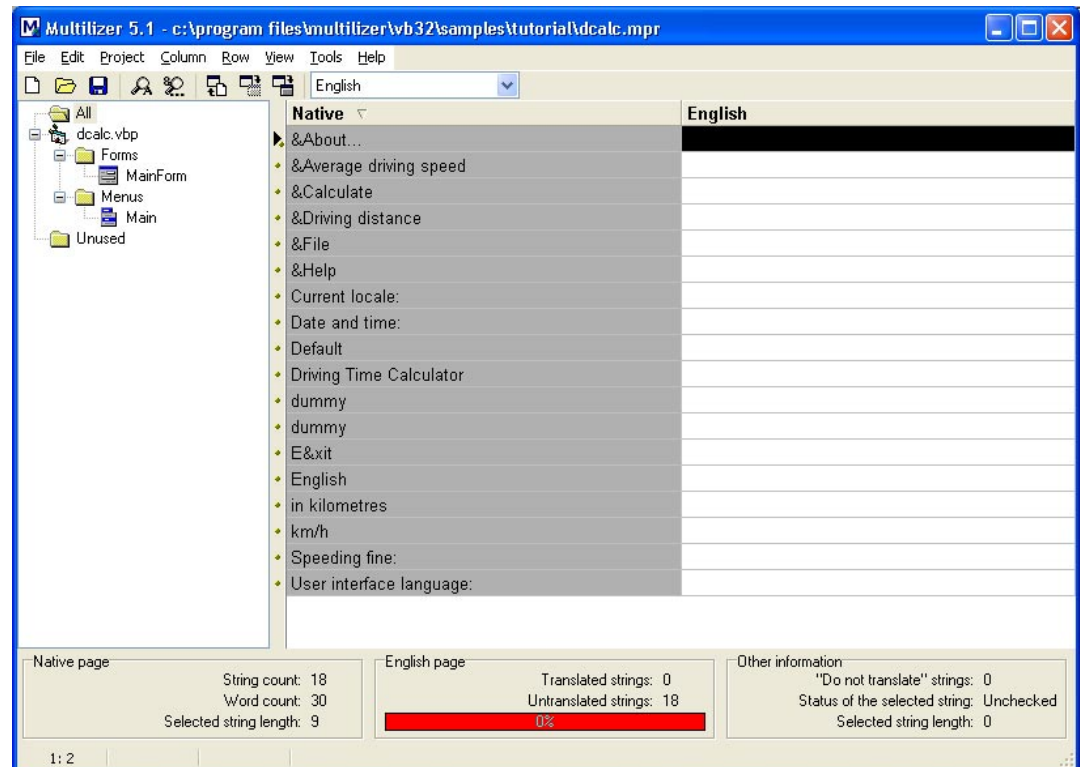 Multilizer 5.1 - c:\program files\multilizer\vb32\samples\tutorial\dcalc.mpr
File Edit Project Column Row View Tools Help
English
All
dcalc.vbp
Forms
MainForm
Menus
Main
Unused
Native English
&About...
&Average driving speed
&Calculate
&Driving distance
&File
&Help
Current locale:
Date and time:
Default
Driving Time Calculator
dummy
dummy
E&xit
English
in kilometres
km/h
Speeding fine:
User interface language:
Native page
String count: 18
Word count: 30
Selected string length: 9
English page
Translated strings: 0
Untranslated strings: 18
0%
Other information
"Do not translate" strings: 0
Status of the selected string: Unchecked
Selected string length: 0
1: 2